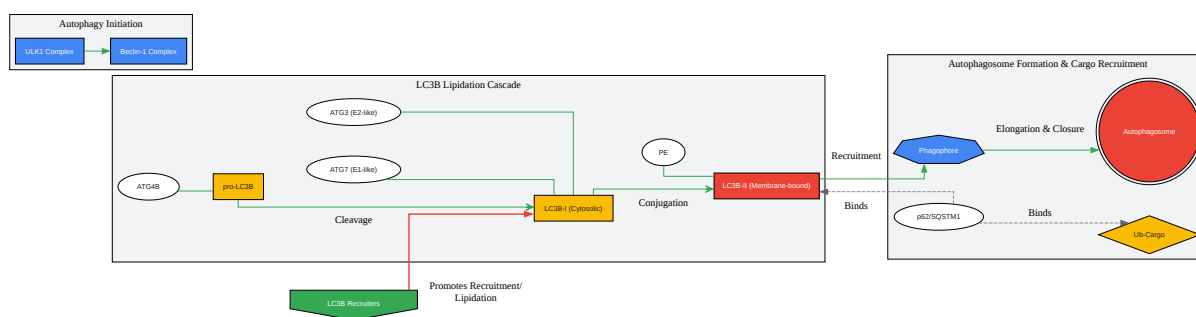 Autophagy Initiation
ULK1 Complex
Beclin-1 Complex
LC3B Lipidation Cascade
ATG3 (E2-like)
ATG7 (E1-like)
ATG4B
pro-LC3B
Cleavage
LC3B-I (Cytosolic)
Conjugation
PE
LC3B-II (Membrane-bound)
Recruitment
Binds
Autophagosome Formation & Cargo Recruitment
Phagophore
Elongation & Closure
Autophagosome
p62/SQSTM1
Binds
Ub-Cargo
Promotes Recruitment/
Lipidation
LC3B Recruiters